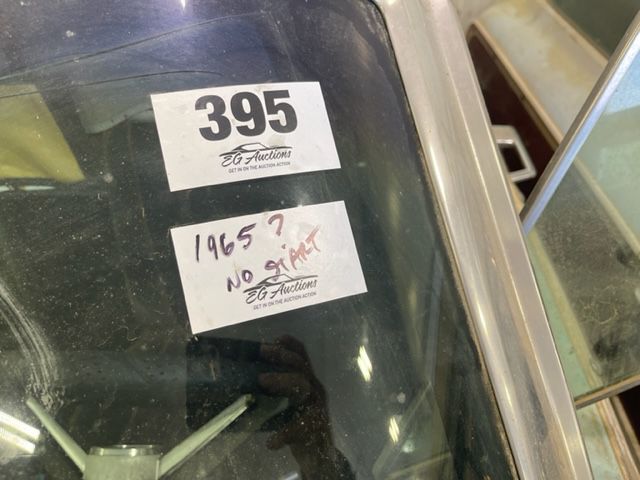 395
EG Auctions
GET IN ON THE AUCTION ACTION
1965 ?
NO START
EG Auctions
GET IN ON THE AUCTION ACTION